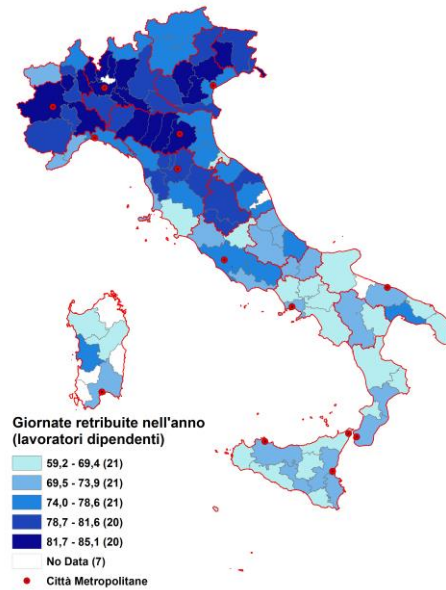 Giornate retribuite nell'anno
(lavoratori dipendenti)
59,2 - 69,4 (21)
69,5 - 73,9 (21)
74,0 - 78,6 (21)
78,7 - 81,6 (20)
81,7 - 85,1 (20)
No Data (7)
Città Metropolitane